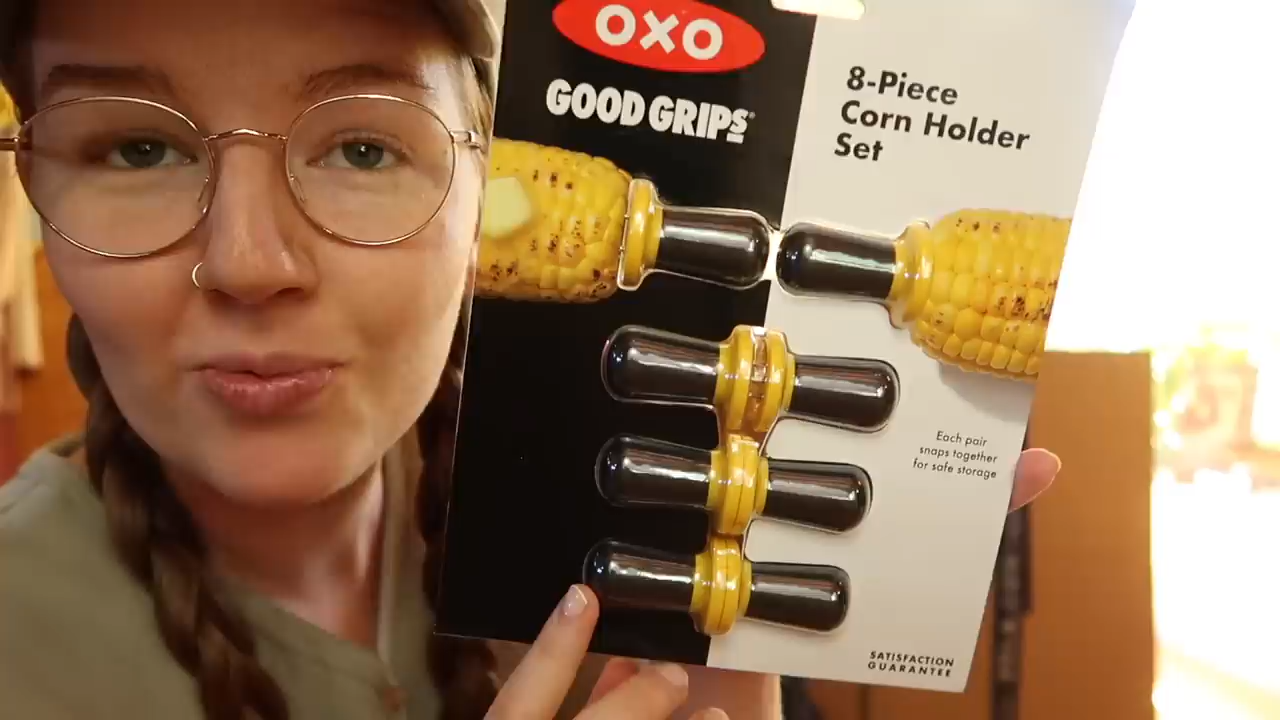 OXO
GOOD GRIPS®
8-Piece
Corn Holder
Set
Each pair
snaps together
for safe storage
SATISFACTION
GUARANTEE